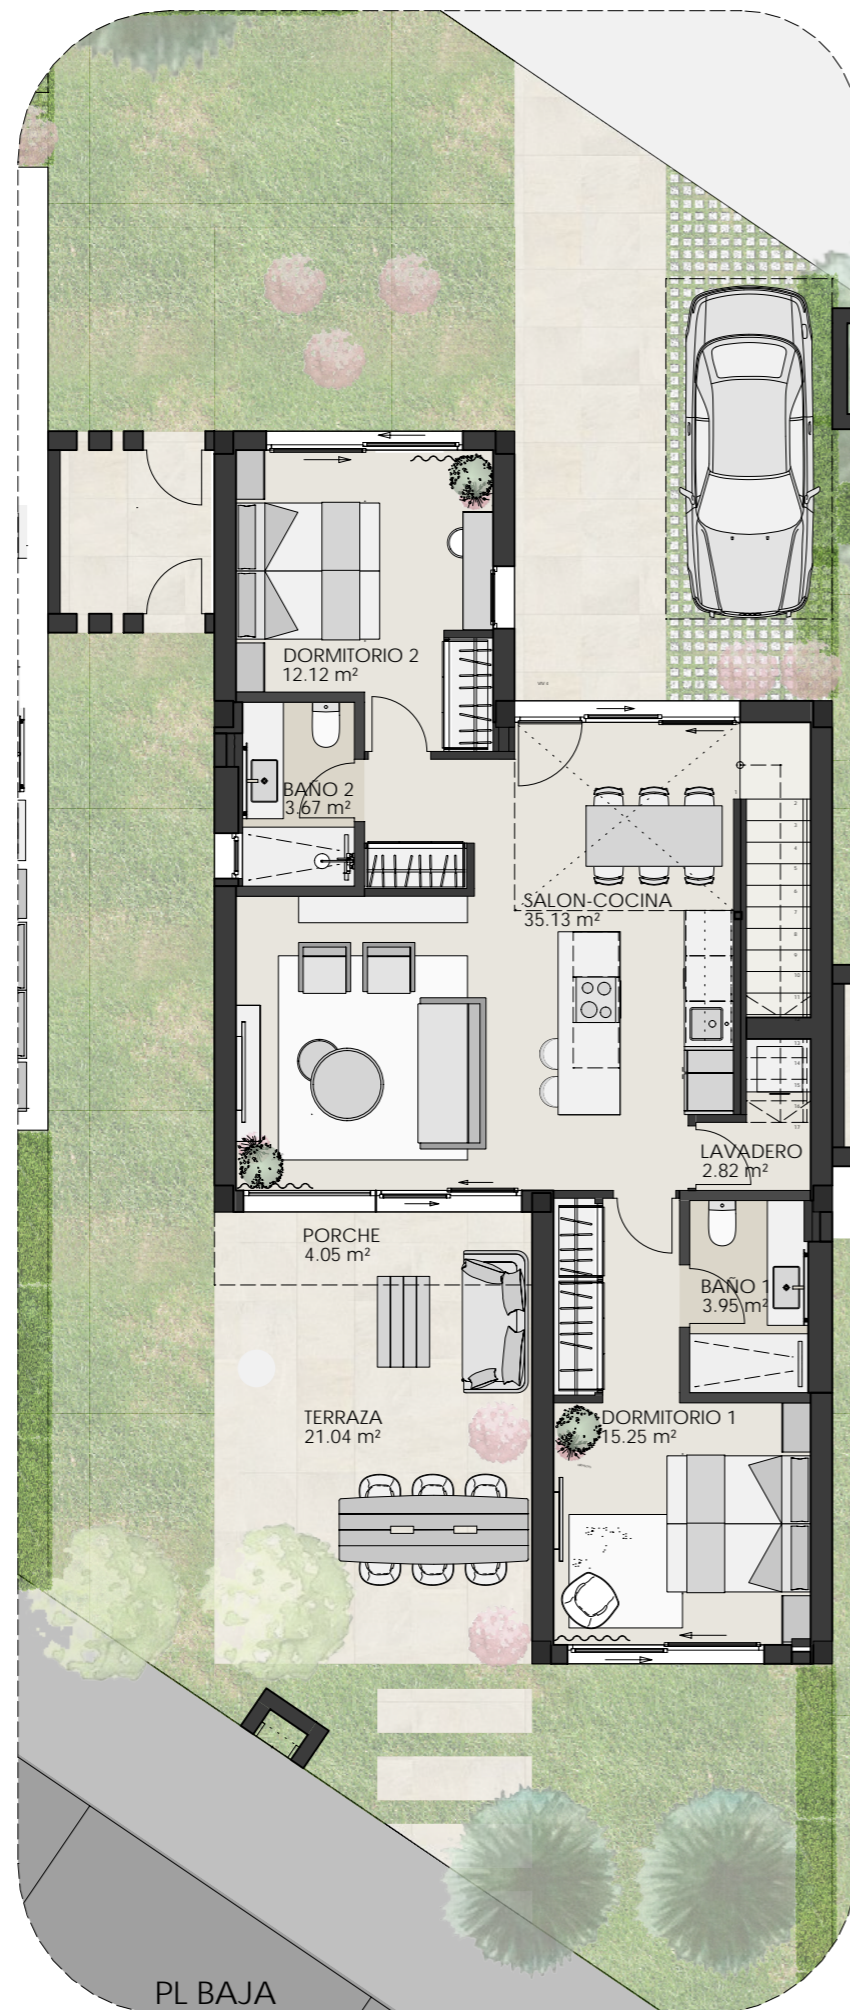 DORMITORIO 2
12.12 m²
BAÑO 2
3.67 m²
SALON-COCINA
35.13 m²
LAVADERO
2.82 m²
PORCHE
4.05 m²
BAÑO 1
3.95 m²
TERRAZA
21.04 m²
DORMITORIO 1
15.25 m²
PL BAJA